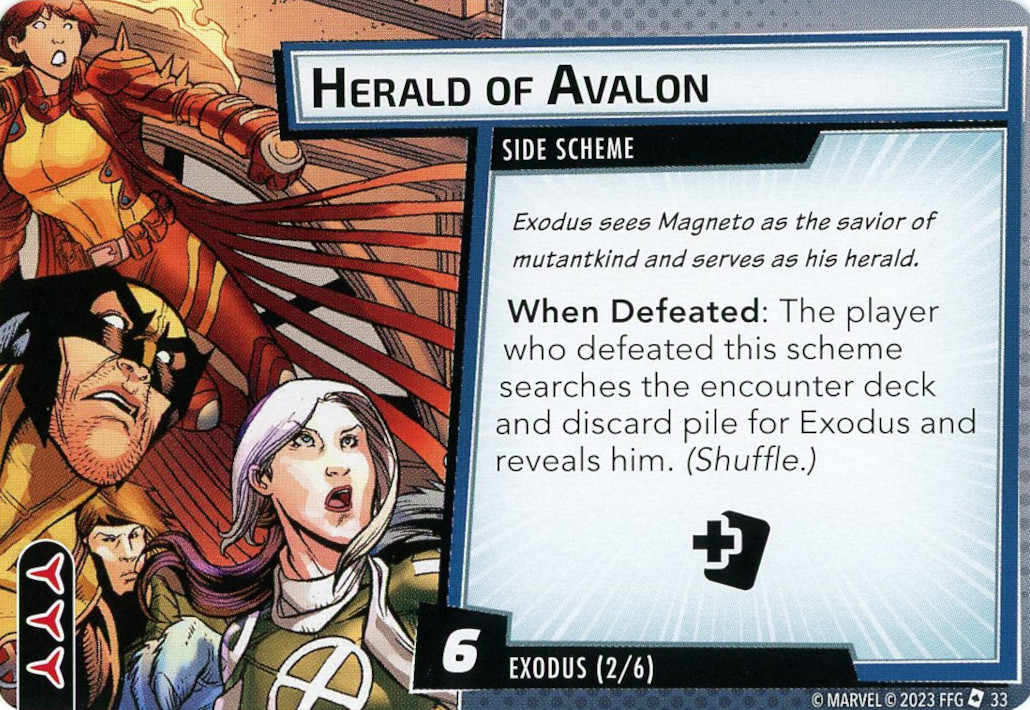 HERALD OF AVALON
SIDE SCHEME
Exodus sees Magneto as the savior of
mutantkind and serves as his herald.
When Defeated: The player
who defeated this scheme
searches the encounter deck
and discard pile for Exodus and
reveals him. (Shuffle.)
6
EXODUS (2/6)
© MARVEL © 2023 FFG 33